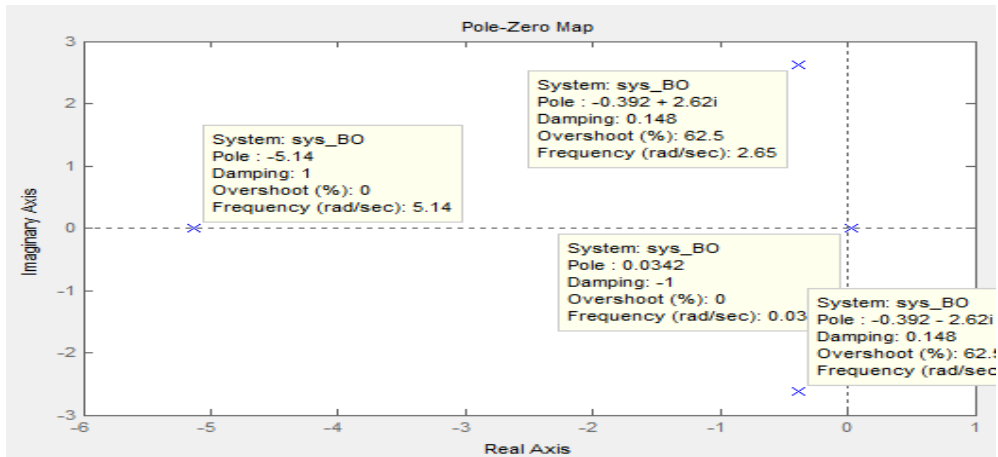 Pole-Zero Map
3
2
1
0
-1
-2
-3
Imaginary Axis
System: sys_BO
Pole : -0.392 + 2.62i
Damping: 0.148
Overshoot (%): 62.5
Frequency (rad/sec): 2.65
System: sys_BO
Pole : -5.14
Damping: 1
Overshoot (%): 0
Frequency (rad/sec): 5.14
System: sys_BO
Pole : 0.0342
Damping: -1
Overshoot (%): 0
Frequency (rad/sec): 0.03
System: sys_BO
Pole : -0.392 - 2.62i
Damping: 0.148
Overshoot (%): 62.5
Frequency (rad/sec
-6 -5 -4 -3 -2 -1 0 1
Real Axis